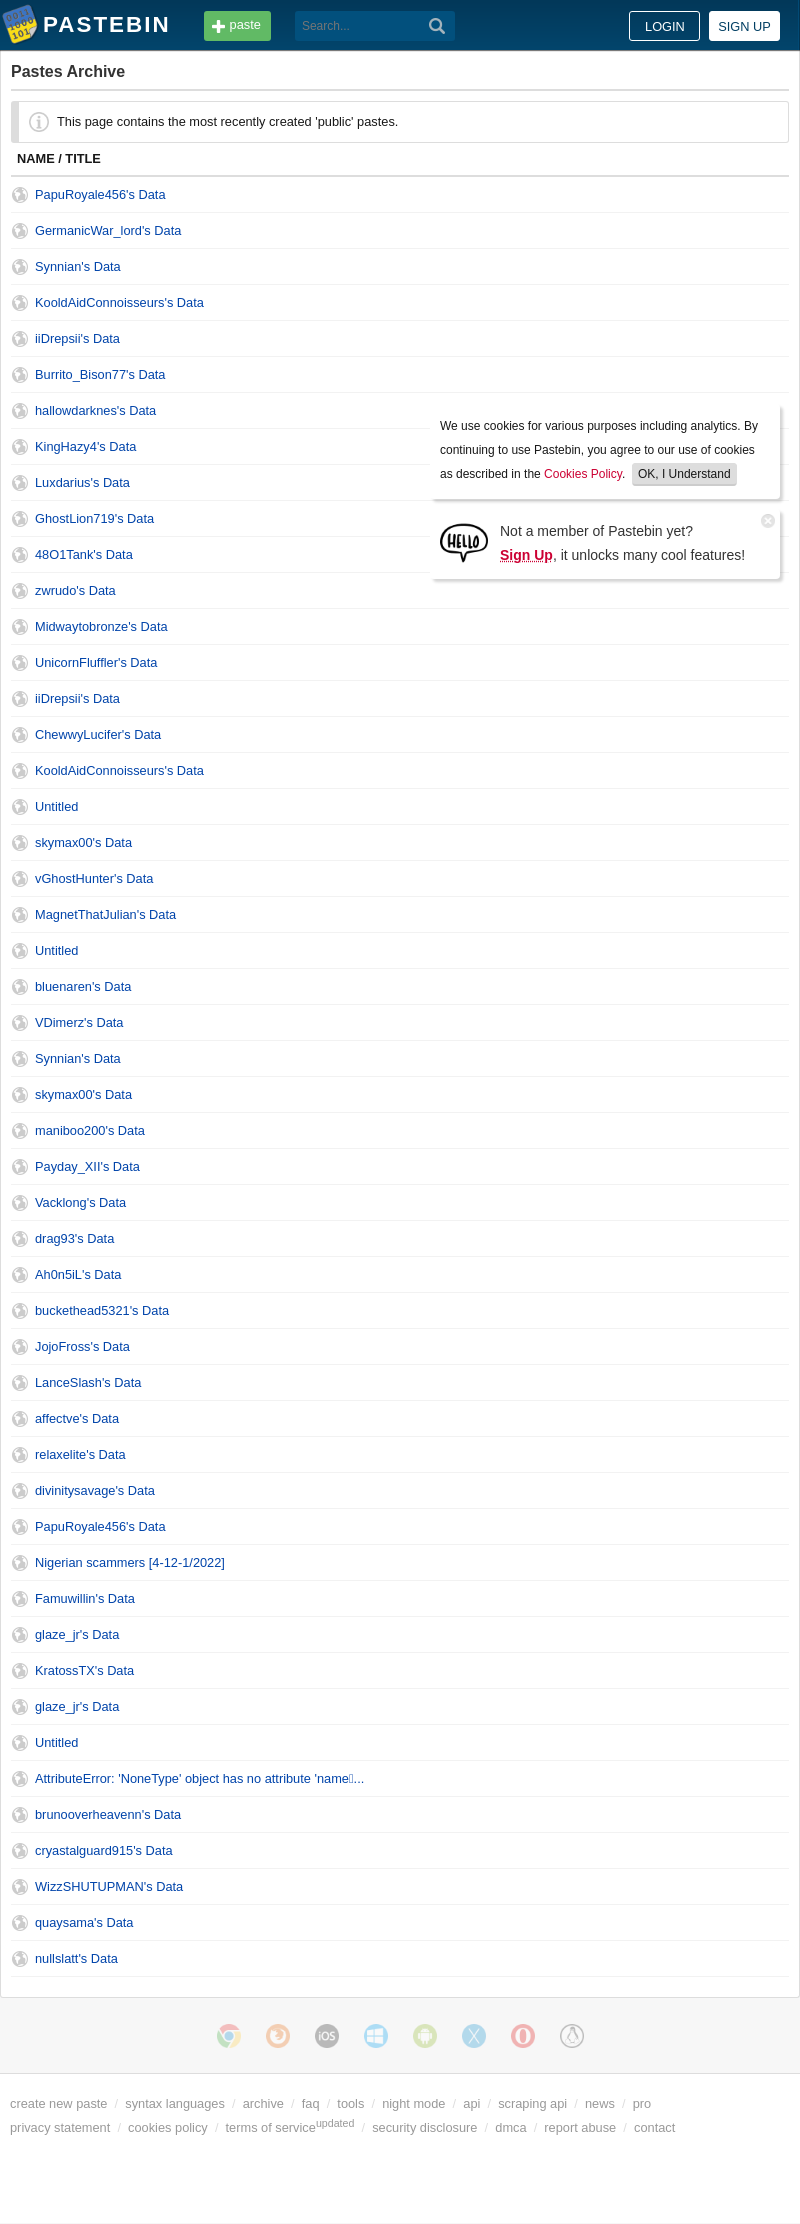 PASTEBIN
paste
Search...
LOGIN
SIGN UP
Pastes Archive
This page contains the most recently created 'public' pastes.
NAME / TITLE
PapuRoyale456's Data
GermanicWar_lord's Data
Synnian's Data
KooldAidConnoisseurs's Data
iiDrepsii's Data
Burrito_Bison77's Data
hallowdarknes's Data
KingHazy4's Data
Luxdarius's Data
GhostLion719's Data
48O1Tank's Data
We use cookies for various purposes including analytics. By
continuing to use Pastebin, you agree to our use of cookies
as described in the Cookies Policy. OK, I Understand
HELLO
Not a member of Pastebin yet?
Sign Up, it unlocks many cool features!
zwrudo's Data
Midwaytobronze's Data
UnicornFluffler's Data
iiDrepsii's Data
ChewwyLucifer's Data
KooldAidConnoisseurs's Data
Untitled
skymax00's Data
vGhostHunter's Data
MagnetThatJulian's Data
Untitled
bluenaren's Data
VDimerz's Data
Synnian's Data
skymax00's Data
maniboo200's Data
Payday_XII's Data
Vacklong's Data
drag93's Data
Ah0n5iL's Data
buckethead5321's Data
JojoFross's Data
LanceSlash's Data
affectve's Data
relaxelite's Data
divinitysavage's Data
PapuRoyale456's Data
Nigerian scammers [4-12-1/2022]
Famuwillin's Data
glaze_jr's Data
KratossTX's Data
glaze_jr's Data
Untitled
AttributeError: 'NoneType' object has no attribute 'name...
brunooverheavenn's Data
cryastalguard915's Data
WizzSHUTUPMAN's Data
quaysama's Data
nullslatt's Data
iOS
create new paste / syntax languages / archive / faq / tools / night mode / api / scraping api / news / pro
privacy statement / cookies policy / terms of serviceupdated / security disclosure / dmca / report abuse / contact